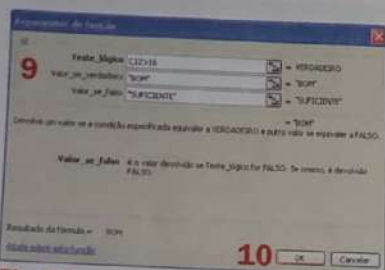 Argumentos de função
SE
9
Teste_lógico C12>16 = VERDADEIRO
Valor_se_verdadeiro "BOM" = "BOM"
Valor_se_falso "SUFICIENTE" = "SUFICIENTE"
= "BOM"
Devolve um valor se a condição especificada equivaler a VERDADEIRO e outro valor se equivaler a FALSO.
Valor_se_falso é o valor devolvido se Teste_lógico for FALSO. Se omisso, é devolvido
FALSO.
Resultado da fórmula = BOM
Ajuda sobre esta função
10 OK Cancelar